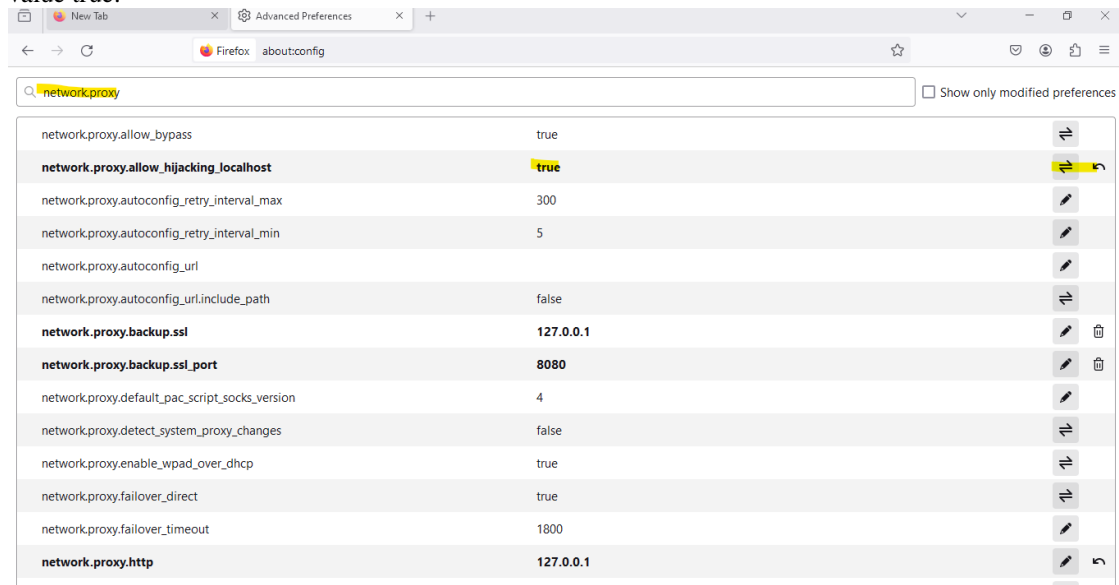 value true.
New Tab
Advanced Preferences
Firefox about:config
network.proxy
Show only modified preferences
network.proxy.allow_bypass true
network.proxy.allow_hijacking_localhost true
network.proxy.autoconfig_retry_interval_max 300
network.proxy.autoconfig_retry_interval_min 5
network.proxy.autoconfig_url
network.proxy.autoconfig_url.include_path false
network.proxy.backup.ssl 127.0.0.1
network.proxy.backup.ssl_port 8080
network.proxy.default_pac_script_socks_version 4
network.proxy.detect_system_proxy_changes false
network.proxy.enable_wpad_over_dhcp true
network.proxy.failover_direct true
network.proxy.failover_timeout 1800
network.proxy.http 127.0.0.1